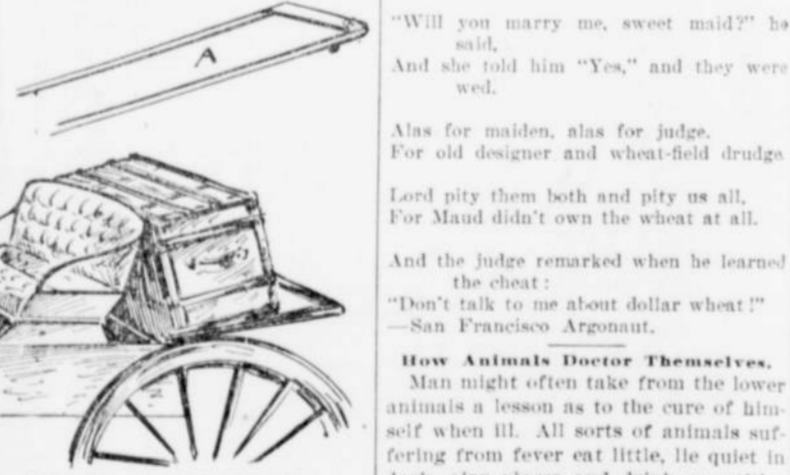 A
"Will you marry me, sweet maid?" he
said,
And she told him "Yes," and they were
wed.
Alas for maiden, alas for judge,
For old designer and wheat-field drudge
Lord pity them both and pity us all,
For Maud didn't own the wheat at all.
And the judge remarked when he learned
the cheat:
"Don't talk to me about dollar wheat!"
—San Francisco Argonaut.
How Animals Doctor Themselves.
Man might often take from the lower
animals a lesson as to the cure of him-
self when ill. All sorts of animals suf-
fering from fever eat little, lie quiet in